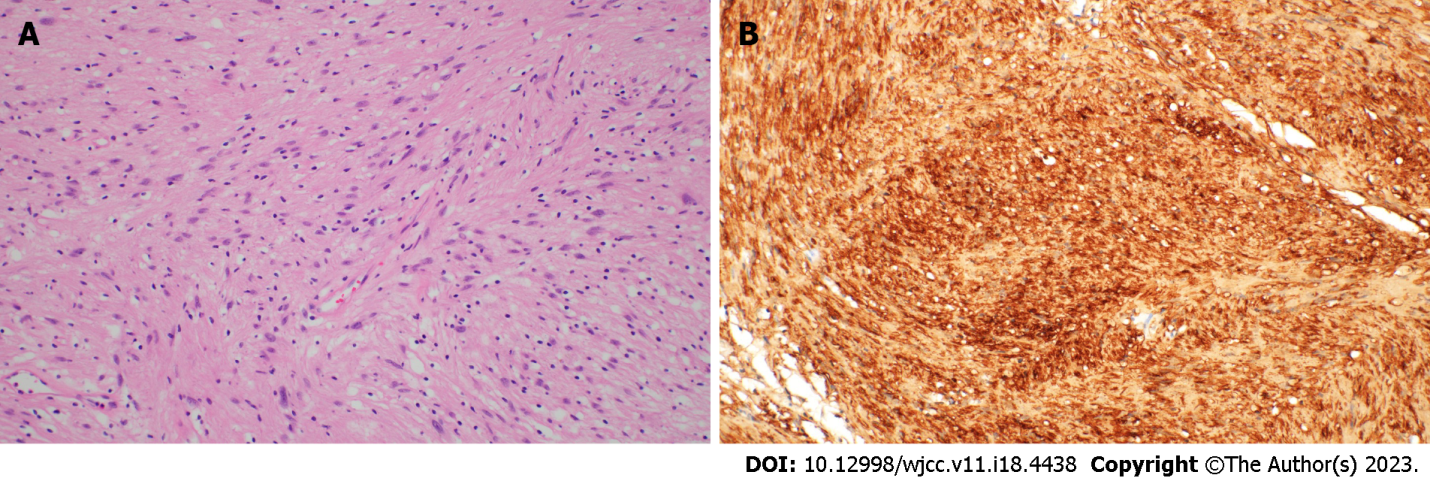 A
B
DOI: 10.12998/wjcc.v11.i18.4438 Copyright ©The Author(s) 2023.